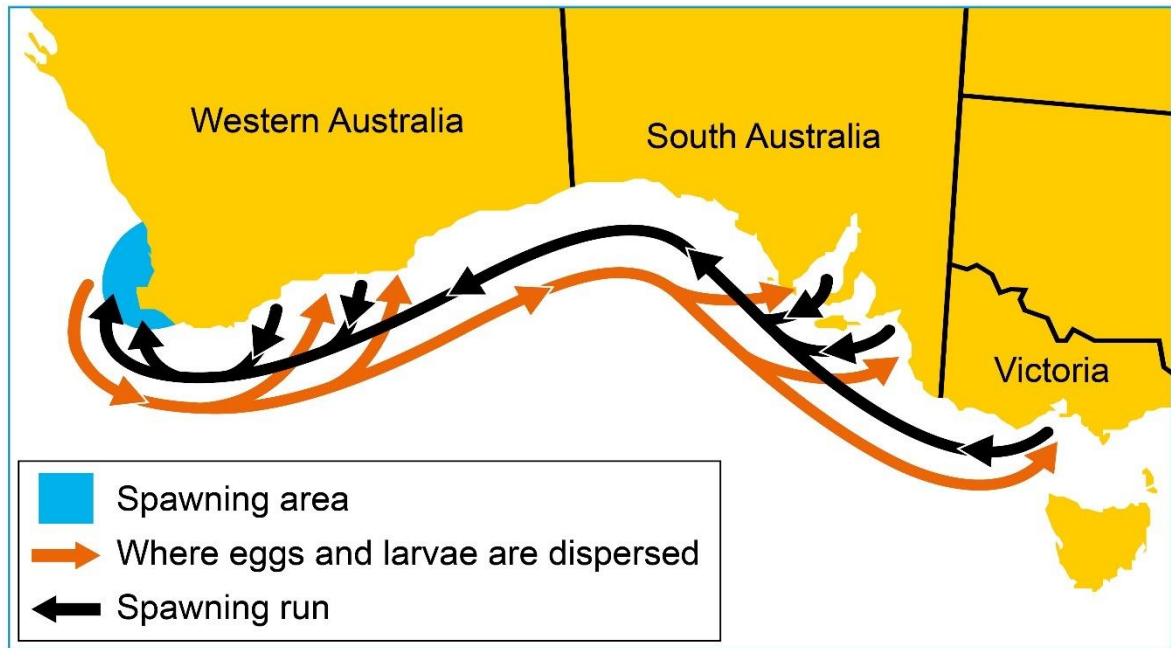 Western Australia
South Australia
Victoria
Spawning area
Where eggs and larvae are dispersed
Spawning run